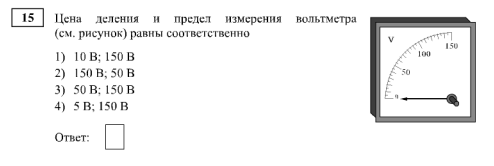 15 Цена деления и предел измерения вольтметра
(см. рисунок) равны соответственно
1) 10 В; 150 В
2) 150 В; 50 В
3) 50 В; 150 В
4) 5 В; 150 В
Ответ:
V
150
100
50
0